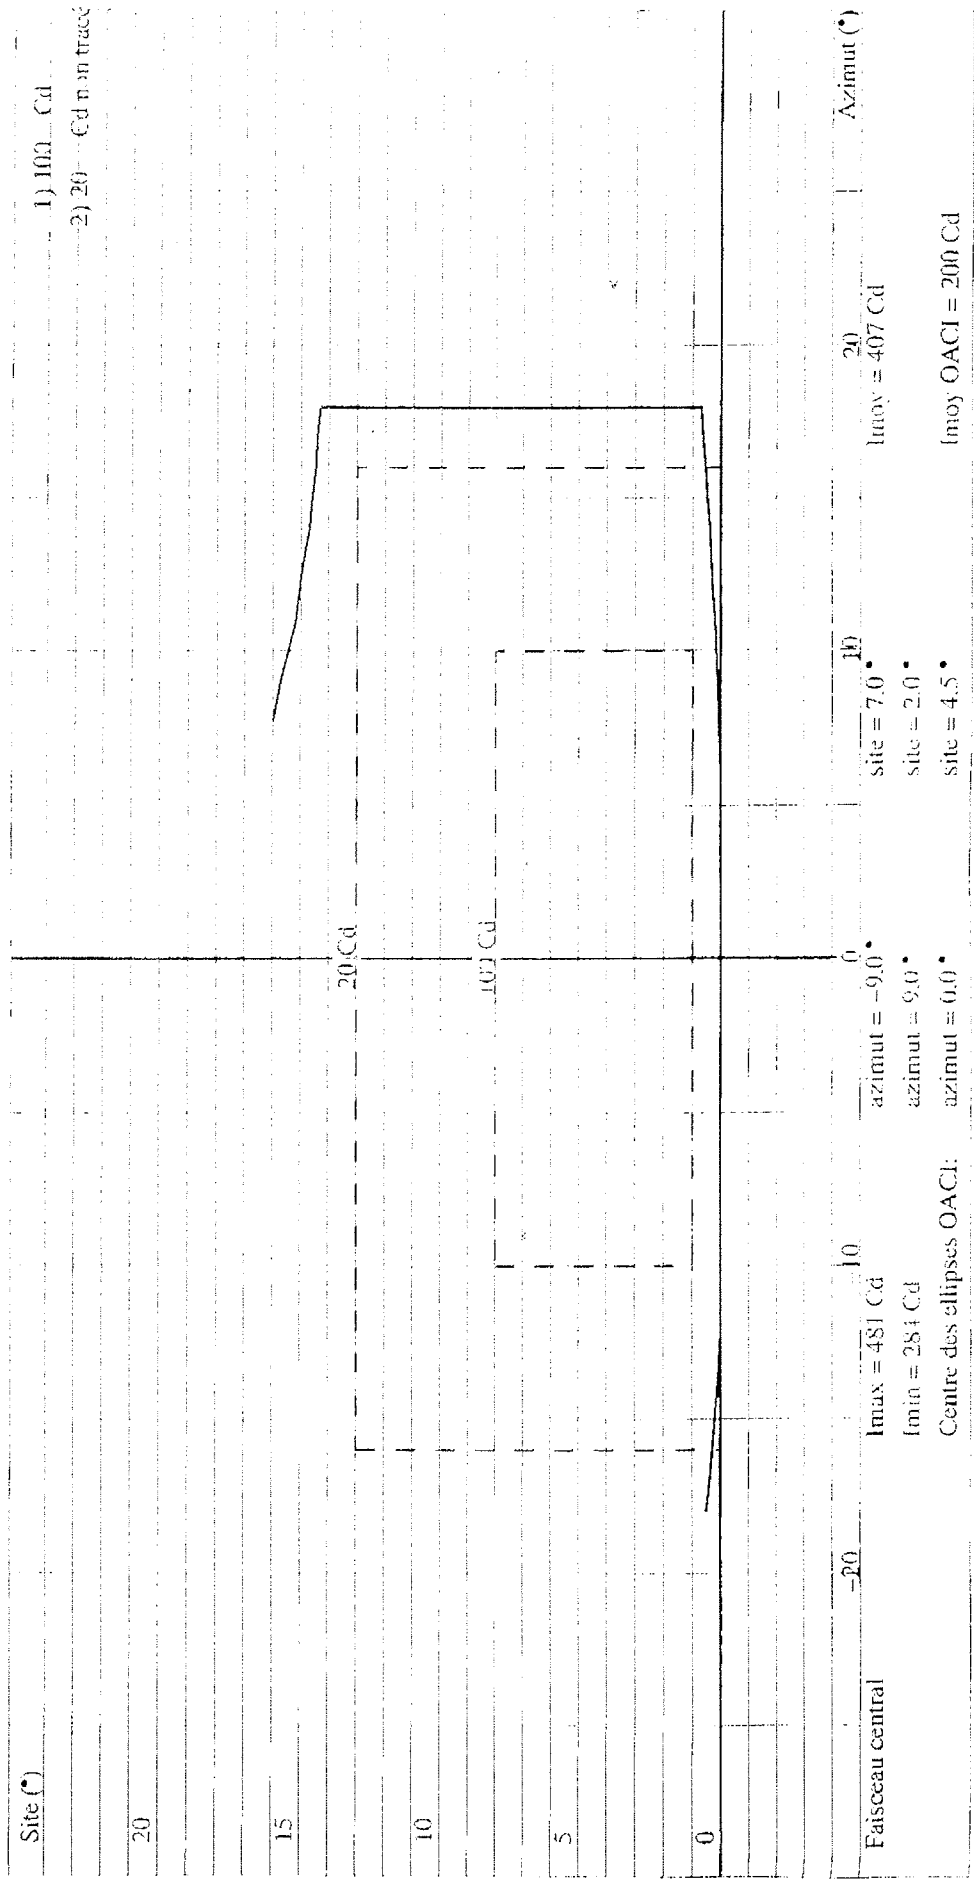 Site (°)
1) 100 Cd
2) 20 Cd non tracé
20
15
20 Cd
10
100 Cd
5
0
-20
-10
0
10
20
Azimut (°)
Faisceau central
Imax = 481 Cd azimut = -9.0° site = 7.0° Imoy = 407 Cd
Imin = 284 Cd azimut = 9.0° site = 2.0°
Centre des ellipses OACI: azimut = 0.0° site = 4.5° Imoy OACI = 200 Cd